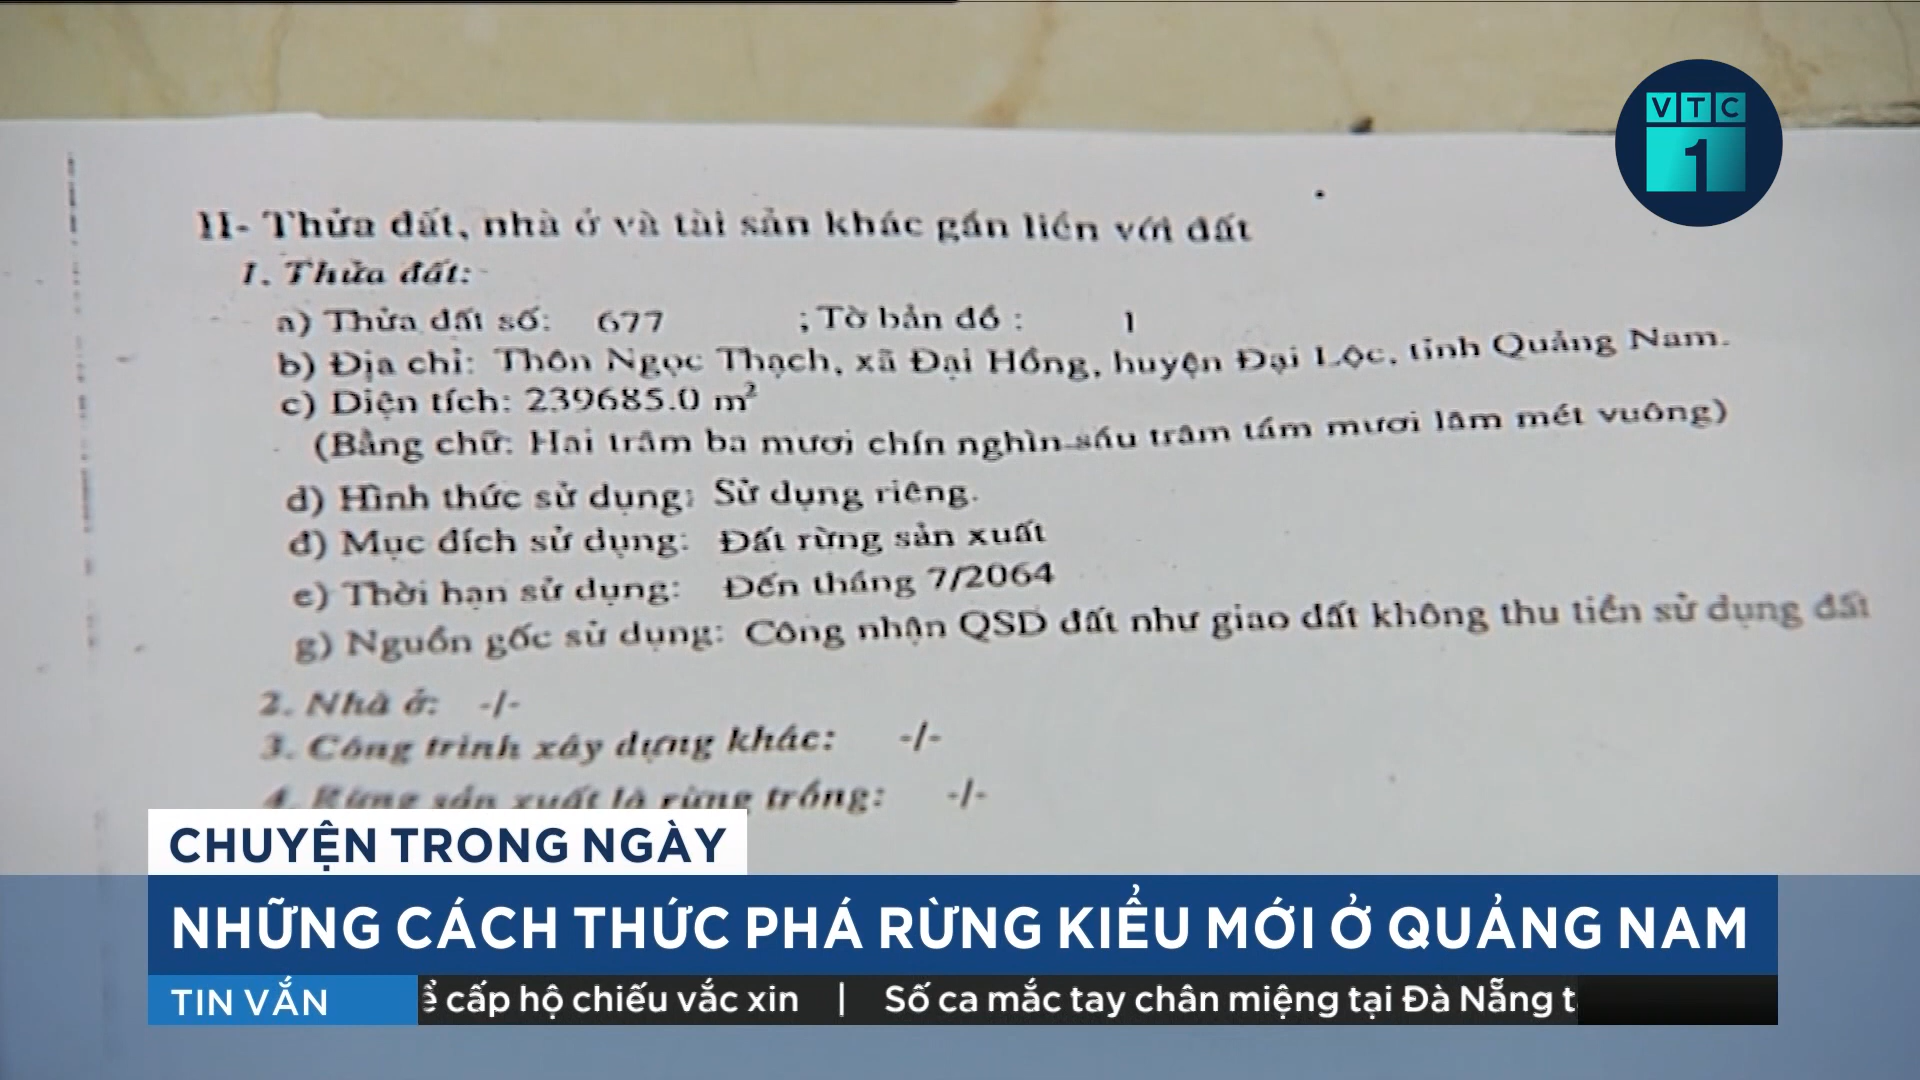 VTC
1
II- Thửa đất, nhà ở và tài sản khác gắn liền với đất
1. Thửa đất:
a) Thửa đất số: 677 ; Tờ bản đồ : 1
b) Địa chỉ: Thôn Ngọc Thạch, xã Đại Hồng, huyện Đại Lộc, tỉnh Quảng Nam.
c) Diện tích: 239685.0 m²
(Bằng chữ: Hai trăm ba mươi chín nghìn sáu trăm tám mươi lăm mét vuông)
d) Hình thức sử dụng: Sử dụng riêng.
đ) Mục đích sử dụng: Đất rừng sản xuất
e) Thời hạn sử dụng: Đến tháng 7/2064
g) Nguồn gốc sử dụng: Công nhận QSD đất như giao đất không thu tiền sử dụng đất
2. Nhà ở: -/-
3. Công trình xây dựng khác: -/-
4. Rừng sản xuất là rừng trồng: -/-
CHUYỆN TRONG NGÀY
NHỮNG CÁCH THỨC PHÁ RỪNG KIỂU MỚI Ở QUẢNG NAM
TIN VẮN ể cấp hộ chiếu vắc xin | Số ca mắc tay chân miệng tại Đà Nẵng t